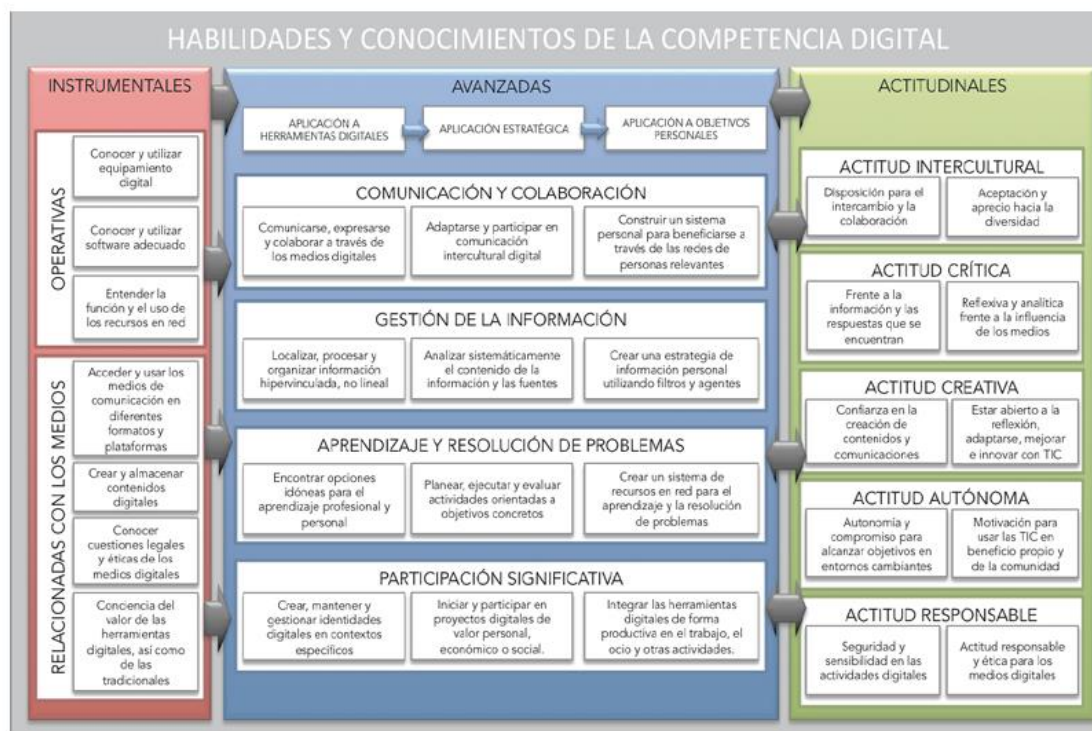 HABILIDADES Y CONOCIMIENTOS DE LA COMPETENCIA DIGITAL
INSTRUMENTALES
OPERATIVAS
Conocer y utilizar
equipamiento
digital
Conocer y utilizar
software adecuado
Entender la
función y el uso de
los recursos en red
RELACIONADAS CON LOS MEDIOS
Acceder y usar los
medios de
comunicación en
diferentes
formatos y
plataformas
Crear y almacenar
contenidos
digitales
Conocer
cuestiones legales
y éticas de los
medios digitales
Conciencia del
valor de las
herramientas
digitales, así como
de las
tradicionales
AVANZADAS
APLICACIÓN A
HERRAMIENTAS DIGITALES
APLICACIÓN ESTRATÉGICA
APLICACIÓN A OBJETIVOS
PERSONALES
COMUNICACIÓN Y COLABORACIÓN
Comunicarse, expresarse
y colaborar a través de
los medios digitales
Adaptarse y participar en
comunicación
intercultural digital
Construir un sistema
personal para beneficiarse a
través de las redes de
personas relevantes
GESTIÓN DE LA INFORMACIÓN
Localizar, procesar y
organizar información
hipervinculada, no lineal
Analizar sistemáticamente
el contenido de la
información y las fuentes
Crear una estrategia de
información personal
utilizando filtros y agentes
APRENDIZAJE Y RESOLUCIÓN DE PROBLEMAS
Encontrar opciones
idóneas para el
aprendizaje profesional y
personal
Planear, ejecutar y evaluar
actividades orientadas a
objetivos concretos
Crear un sistema de
recursos en red para el
aprendizaje y la resolución
de problemas
PARTICIPACIÓN SIGNIFICATIVA
Crear, mantener y
gestionar identidades
digitales en contextos
específicos
Iniciar y participar en
proyectos digitales de
valor personal,
económico o social.
Integrar las herramientas
digitales de forma
productiva en el trabajo, el
ocio y otras actividades.
ACTITUDINALES
ACTITUD INTERCULTURAL
Disposición para el
intercambio y la
colaboración
Aceptación y
aprecio hacia la
diversidad
ACTITUD CRÍTICA
Frente a la
información y las
respuestas que se
encuentran
Reflexiva y analítica
frente a la influencia
de los medios
ACTITUD CREATIVA
Confianza en la
creación de
contenidos y
comunicaciones
Estar abierto a la
reflexión,
adaptarse, mejorar
e innovar con TIC
ACTITUD AUTÓNOMA
Autonomía y
compromiso para
alcanzar objetivos en
entornos cambiantes
Motivación para
usar las TIC en
beneficio propio y
de la comunidad
ACTITUD RESPONSABLE
Seguridad y
sensibilidad en las
actividades digitales
Actitud responsable
y ética para los
medios digitales